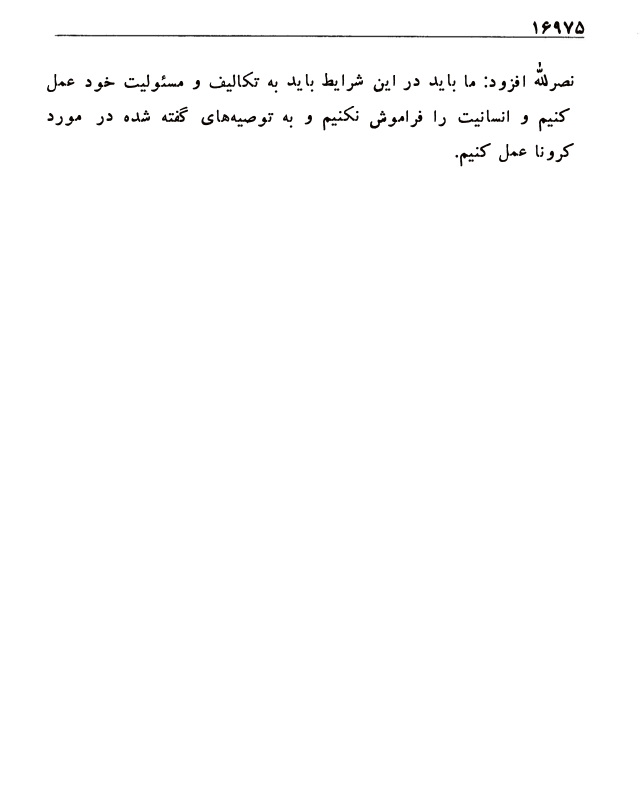 ۱۶۹۷۵
نصرالله افزود: ما باید در این شرایط باید به تکالیف و مسئولیت خود عمل
کنیم و انسانیت را فراموش نکنیم و به توصیه‌های گفته شده در مورد
کرونا عمل کنیم.